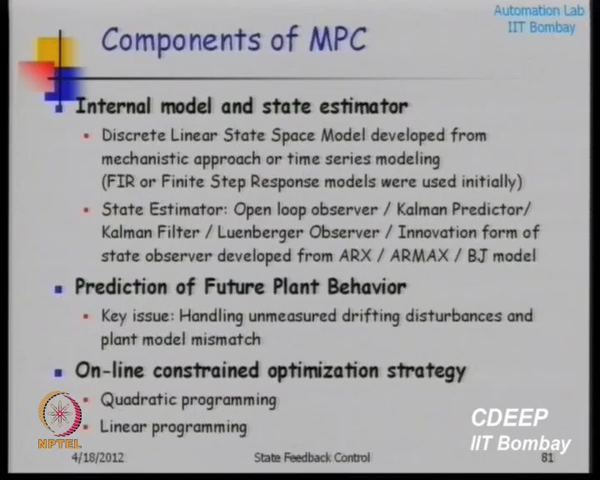 Automation Lab
IIT Bombay
Components of MPC
Internal model and state estimator
Discrete Linear State Space Model developed from
mechanistic approach or time series modeling
(FIR or Finite Step Response models were used initially)
State Estimator: Open loop observer / Kalman Predictor/
Kalman Filter / Luenberger Observer / Innovation form of
state observer developed from ARX / ARMAX / BJ model
Prediction of Future Plant Behavior
Key issue: Handling unmeasured drifting disturbances and
plant model mismatch
On-line constrained optimization strategy
Quadratic programming
Linear programming
NPTEL
CDEEP
IIT Bombay
4/18/2012
State Feedback Control
81